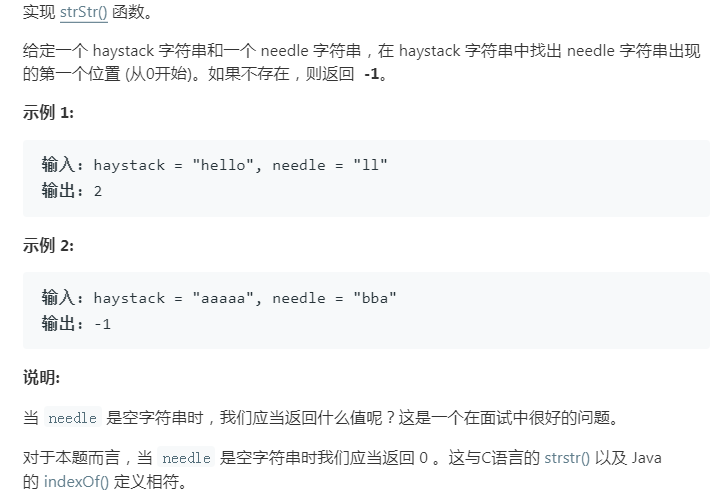 实现 strStr() 函数。
给定一个 haystack 字符串和一个 needle 字符串，在 haystack 字符串中找出 needle 字符串出现
的第一个位置 (从0开始)。如果不存在，则返回 -1。
示例 1:
输入: haystack = "hello", needle = "ll"
输出: 2
示例 2:
输入: haystack = "aaaaa", needle = "bba"
输出: -1
说明:
当 needle 是空字符串时，我们应当返回什么值呢？这是一个在面试中很好的问题。
对于本题而言，当 needle 是空字符串时我们应当返回 0 。这与C语言的 strstr() 以及 Java
的 indexOf() 定义相符。